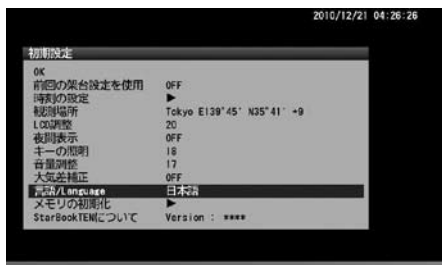 2010/12/21 04:26:26
初期設定
OK
前回の架台設定を使用 OFF
時刻の設定 ▶
観測場所 Tokyo E139°45' N35°41' +9
LCD調整 20
夜間表示 OFF
キーの照明 18
音量調整 17
大気差補正 OFF
言語/Language 日本語
メモリの初期化 ▶
StarBookTENについて Version : ****